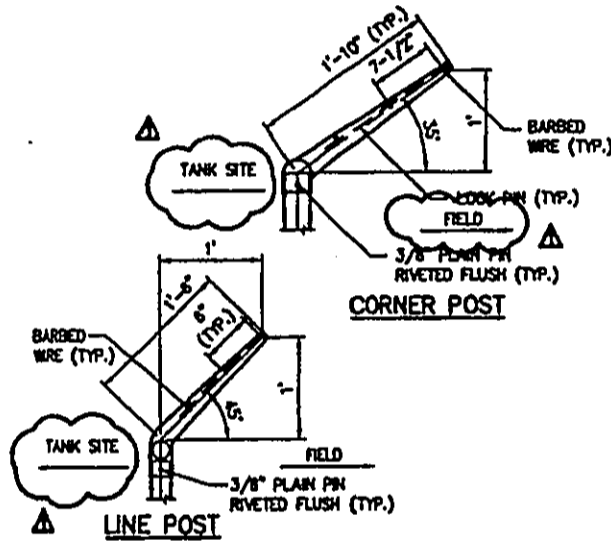 1'-10" (TYP.)
7-1/2"
35°
1'
BARBED
WIRE (TYP.)
TANK SITE
PIN (TYP.)
FIELD
3/8" PLAIN PIN
RIVETED FLUSH (TYP.)
CORNER POST
1'
1'-6"
6"
(TYP.)
BARBED
WIRE (TYP.)
45°
1'
TANK SITE
FIELD
3/8" PLAIN PIN
RIVETED FLUSH (TYP.)
LINE POST